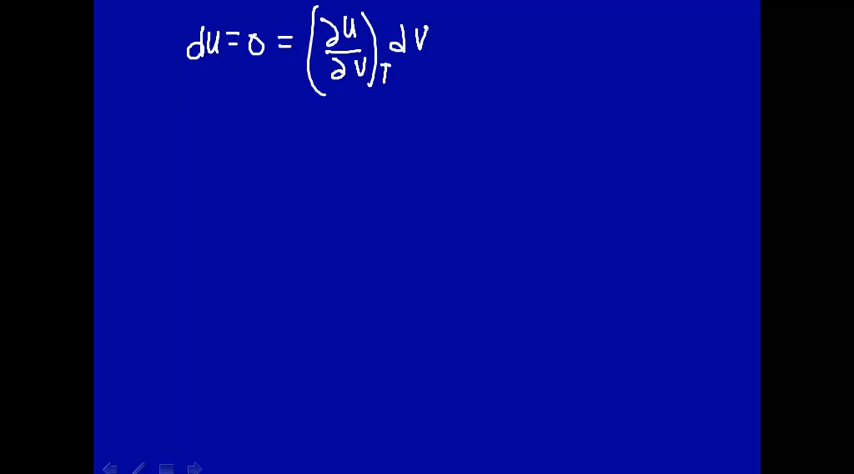 dU = 0 = (∂U/∂V)_T dV